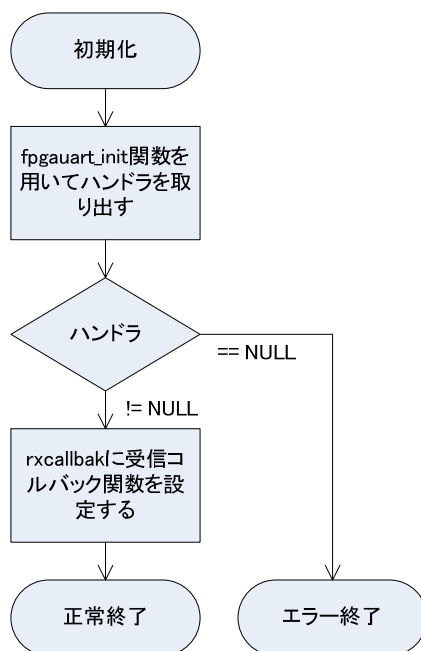 初期化
fpgauart_init関数を
用いてハンドラを取
り出す
ハンドラ
== NULL
!= NULL
rxcallbakに受信コー
ルバック関数を設
定する
正常終了
エラー終了